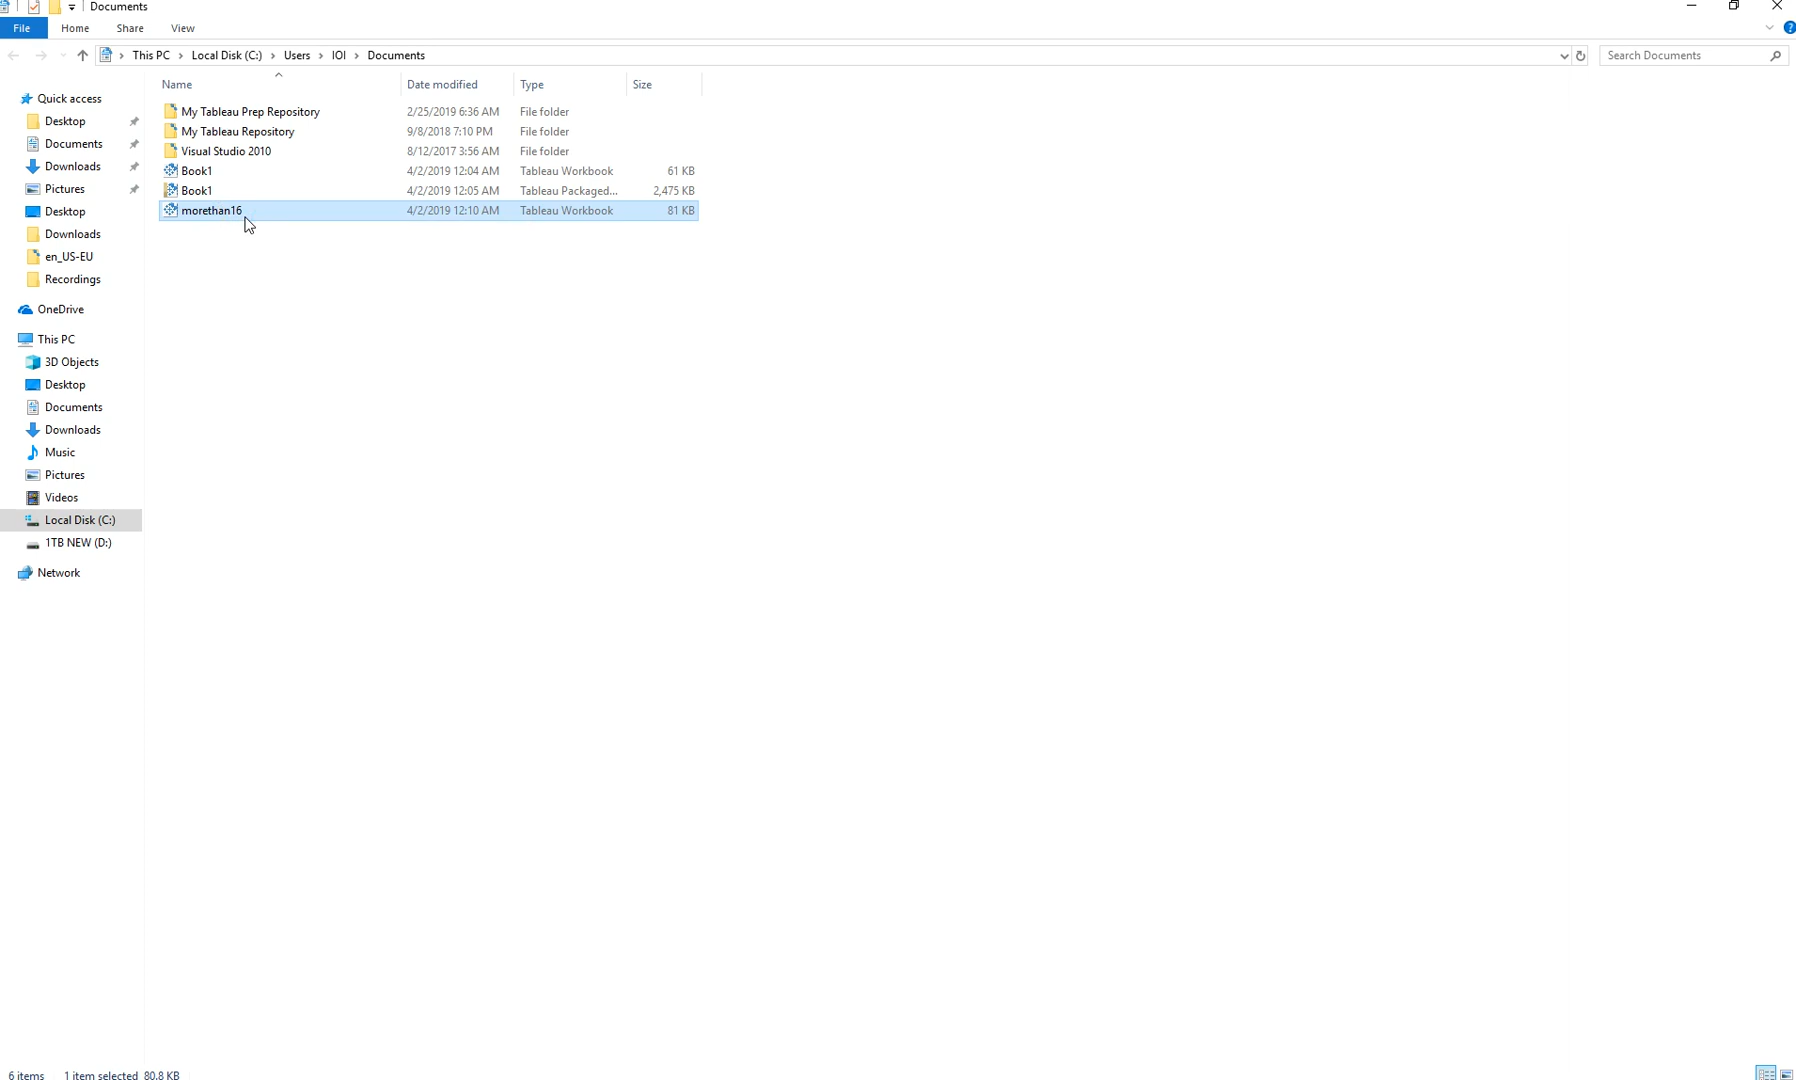 Documents
File Home Share View
This PC Local Disk (C:) Users IOI Documents Search Documents
Name Date modified Type Size
Quick access
Desktop
Documents
Downloads
Pictures
Desktop
Downloads
en_US-EU
Recordings
OneDrive
This PC
3D Objects
Desktop
Documents
Downloads
Music
Pictures
Videos
Local Disk (C:)
1TB NEW (D:)
Network
My Tableau Prep Repository 2/25/2019 6:36 AM File folder
My Tableau Repository 9/8/2018 7:10 PM File folder
Visual Studio 2010 8/12/2017 3:56 AM File folder
Book1 4/2/2019 12:04 AM Tableau Workbook 61 KB
Book1 4/2/2019 12:05 AM Tableau Packaged... 2,475 KB
morethan16 4/2/2019 12:10 AM Tableau Workbook 81 KB
6 items 1 item selected 80.8 KB